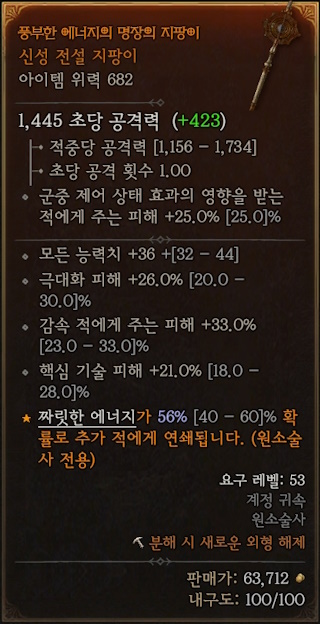 풍부한 에너지의 명장의 지팡이
신성 전설 지팡이
아이템 위력 682
1,445 초당 공격력 (+423)
적중당 공격력 [1,156 – 1,734]
초당 공격 횟수 1.00
군중 제어 상태 효과의 영향을 받는
적에게 주는 피해 +25.0% [25.0]%
모든 능력치 +36 +[32 – 44]
극대화 피해 +26.0% [20.0 –
30.0]%
감속 적에게 주는 피해 +33.0%
[23.0 – 33.0]%
핵심 기술 피해 +21.0% [18.0 –
28.0]%
짜릿한 에너지가 56% [40 – 60]% 확
률로 추가 적에게 연쇄됩니다. (원소술
사 전용)
요구 레벨: 53
계정 귀속
원소술사
분해 시 새로운 외형 해제
판매가: 63,712
내구도: 100/100